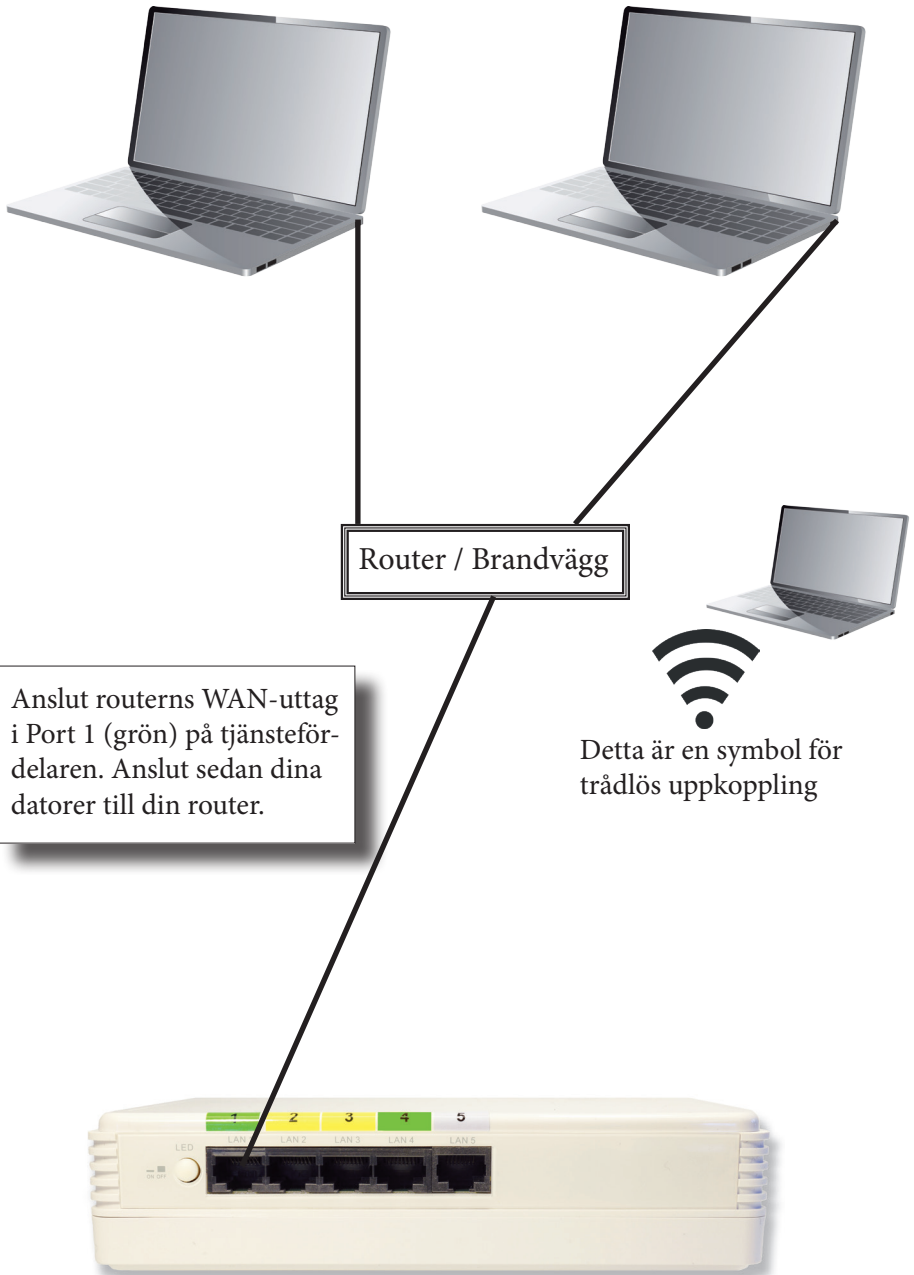 Router / Brandvägg
Anslut routerns WAN-uttag
i Port 1 (grön) på tjänsteför-
delaren. Anslut sedan dina
datorer till din router.
Detta är en symbol för
trådlös uppkoppling
1 2 3 4 5
LED LAN 1 LAN 2 LAN 3 LAN 4 LAN 5
ON OFF